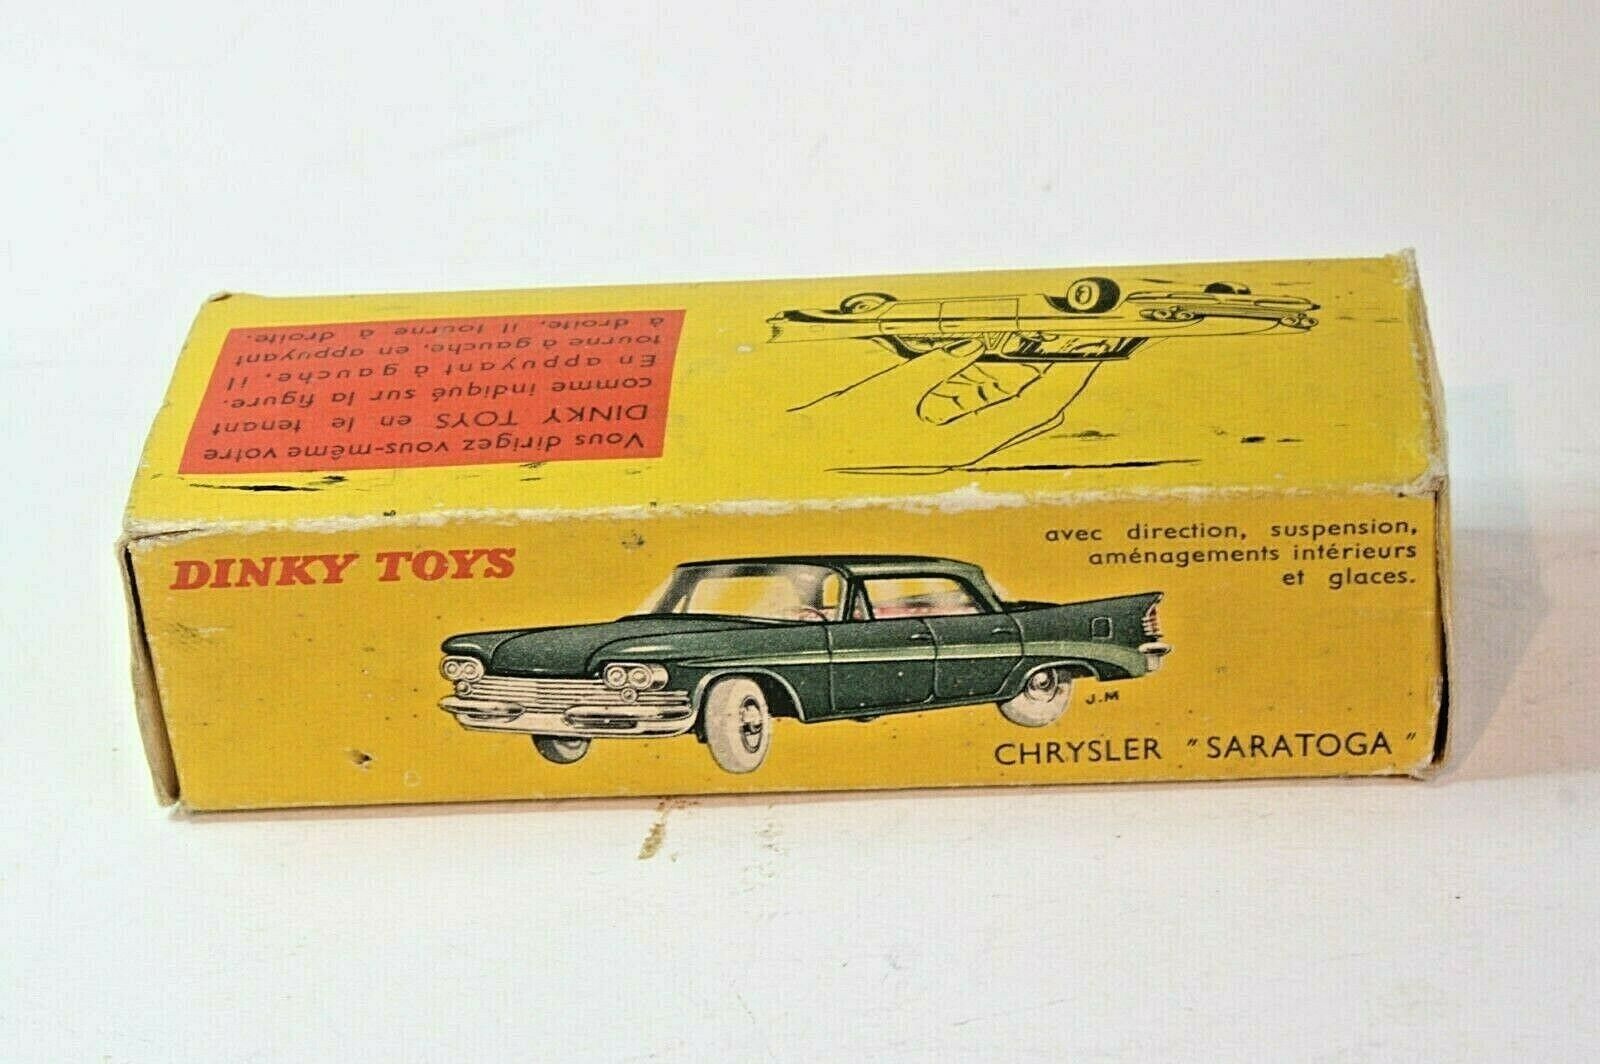 Vous dirigez vous-même votre
DINKY TOYS en le tenant
comme indiqué sur la figure.
En appuyant à gauche, il
tourne à gauche, en appuyant
à droite, il tourne à droite.
DINKY TOYS
avec direction, suspension,
aménagements intérieurs
et glaces.
J.M
CHRYSLER "SARATOGA"